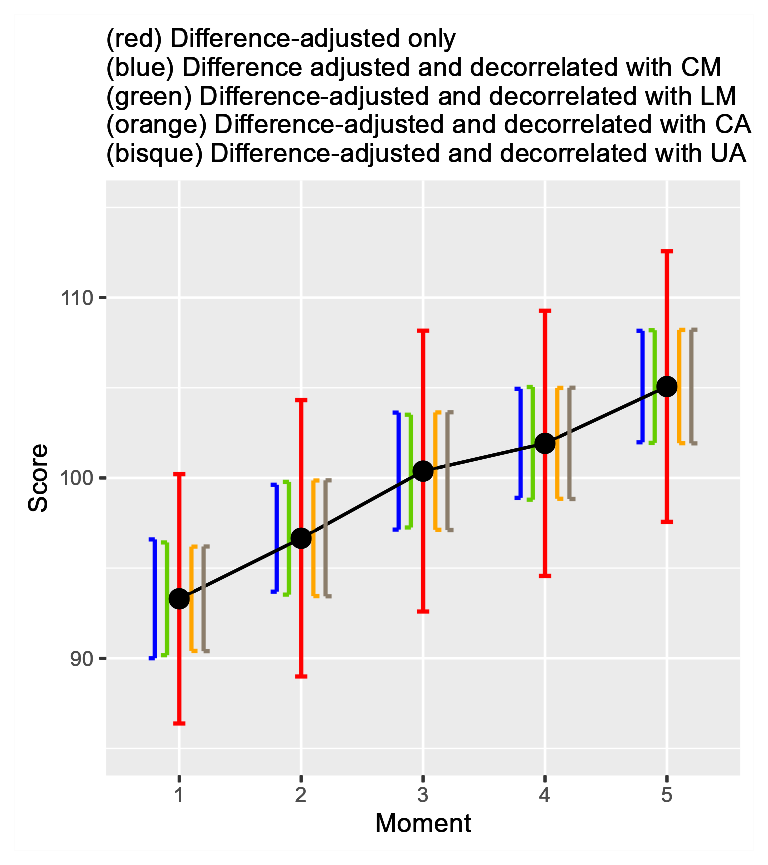 (red) Difference-adjusted only
(blue) Difference adjusted and decorrelated with CM
(green) Difference-adjusted and decorrelated with LM
(orange) Difference-adjusted and decorrelated with CA
(bisque) Difference-adjusted and decorrelated with UA
110
100
90
Score
1 2 3 4 5
Moment